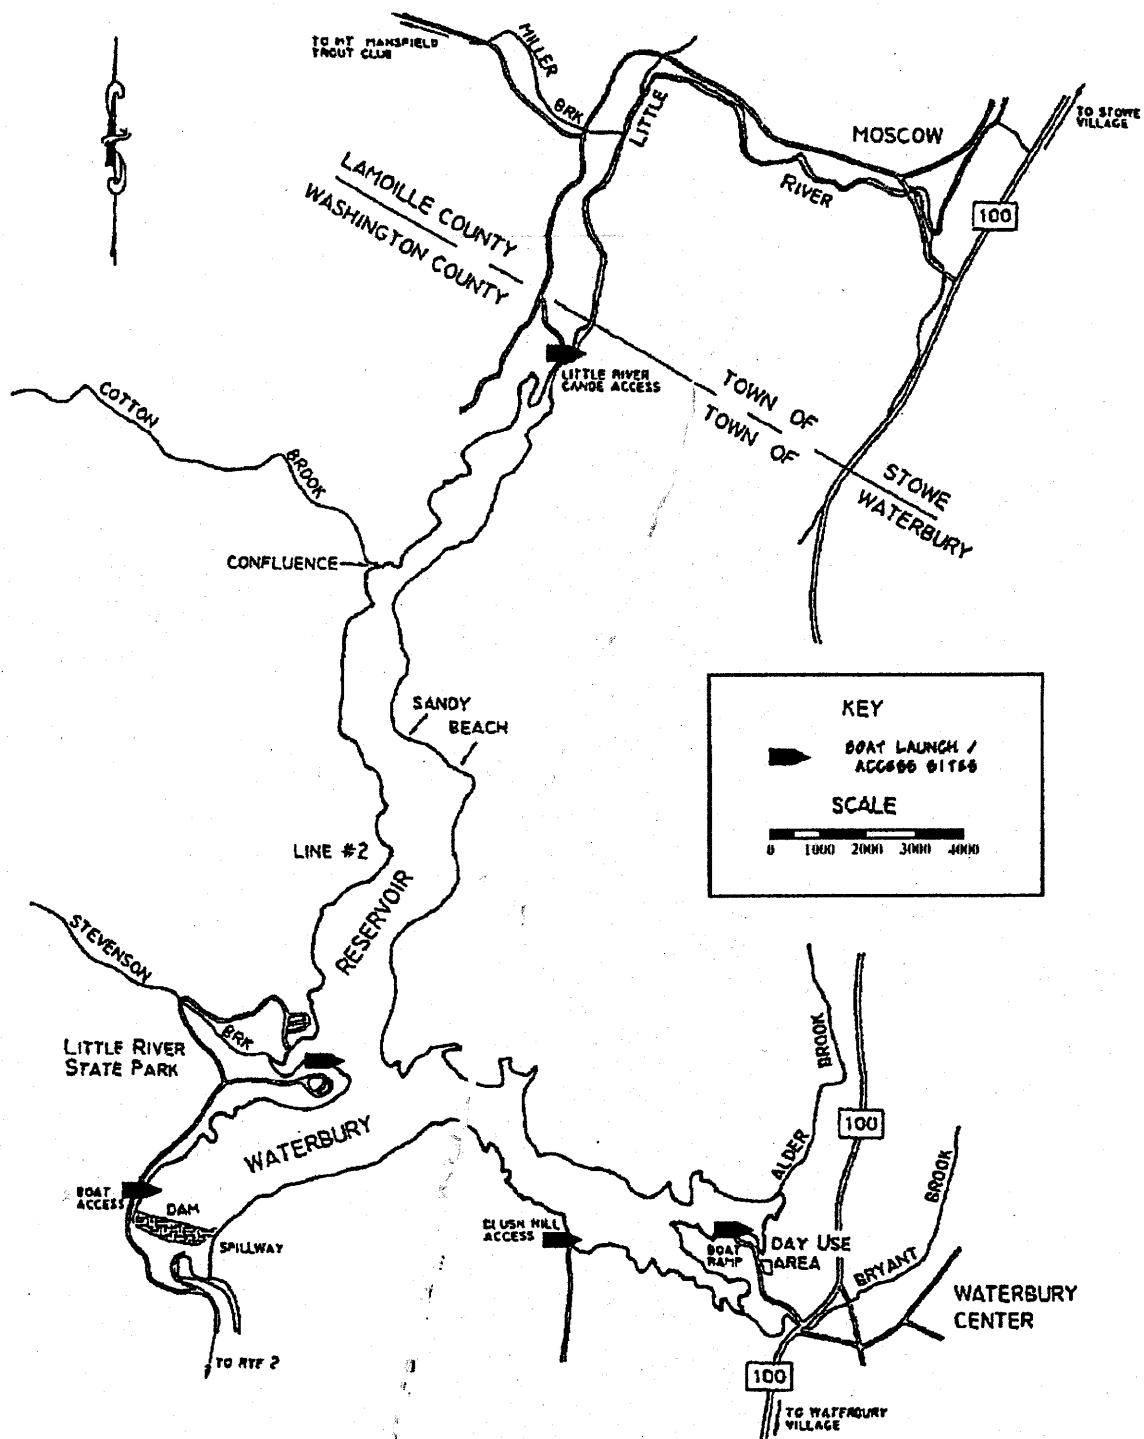 TO MT MANSFIELD
TROUT CLUB
MILLER
BRK
LITTLE
RIVER
MOSCOW
TO STOWE
VILLAGE
100
LAMOILLE COUNTY
WASHINGTON COUNTY
LITTLE RIVER
CANOE ACCESS
TOWN OF STOWE
TOWN OF WATERBURY
COTTON
BROOK
CONFLUENCE
SANDY
BEACH
KEY
BOAT LAUNCH /
ACCESS SITES
SCALE
0 1000 2000 3000 4000
LINE #2
RESERVOIR
STEVENSON
BRK
LITTLE RIVER
STATE PARK
WATERBURY
BOAT
ACCESS
DAM
SPILLWAY
TO RTE 2
BLUSH HILL
ACCESS
ALDER
BROOK
100
BOAT
RAMP
DAY USE
AREA
BRYANT
BROOK
WATERBURY
CENTER
100
TO WATERBURY
VILLAGE